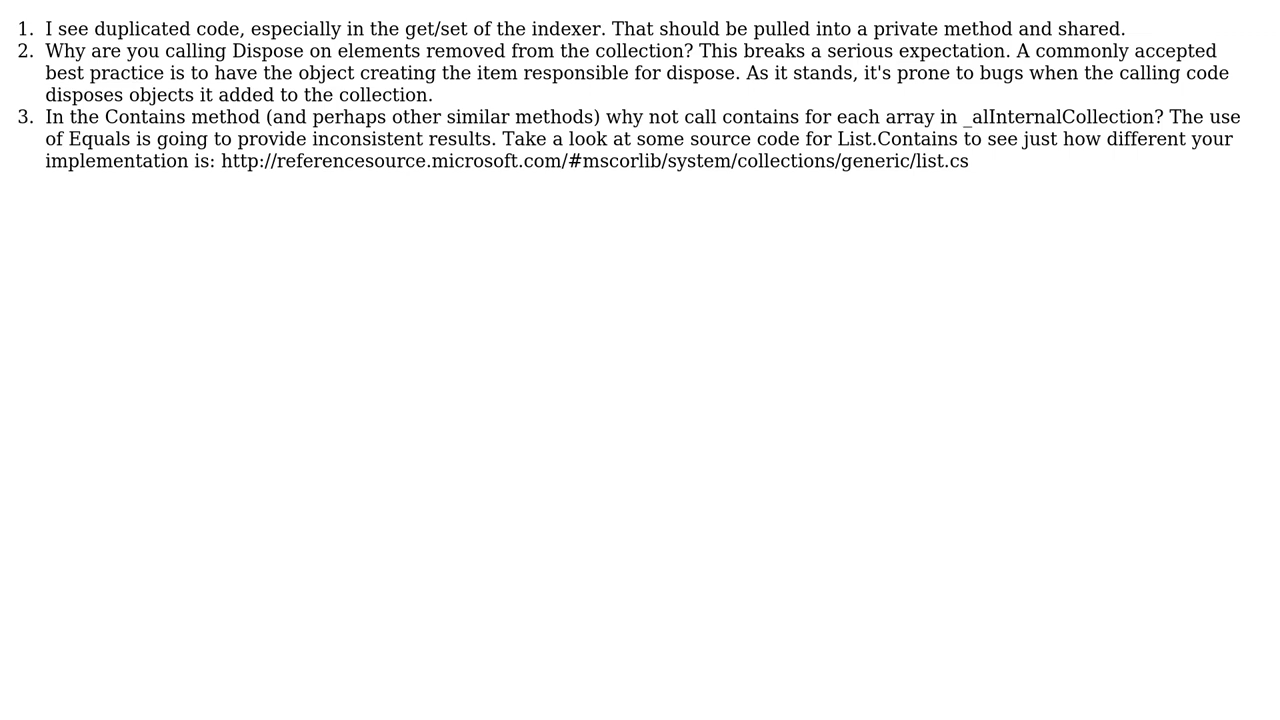 1. I see duplicated code, especially in the get/set of the indexer. That should be pulled into a private method and shared.
2. Why are you calling Dispose on elements removed from the collection? This breaks a serious expectation. A commonly accepted
best practice is to have the object creating the item responsible for dispose. As it stands, it's prone to bugs when the calling code
disposes objects it added to the collection.
3. In the Contains method (and perhaps other similar methods) why not call contains for each array in _alInternalCollection? The use
of Equals is going to provide inconsistent results. Take a look at some source code for List.Contains to see just how different your
implementation is: http://referencesource.microsoft.com/#mscorlib/system/collections/generic/list.cs